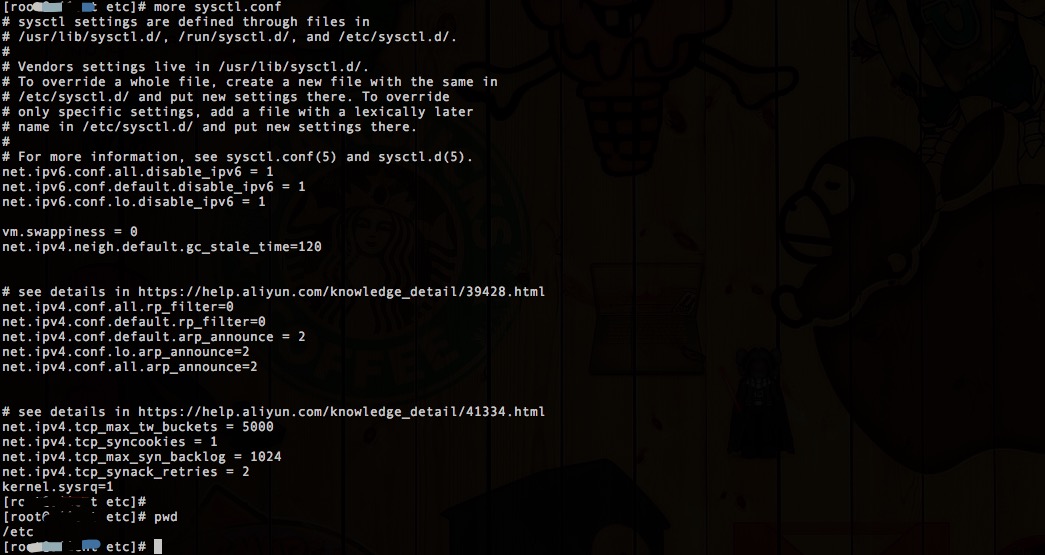 [roo etc]# more sysctl.conf
# sysctl settings are defined through files in
# /usr/lib/sysctl.d/, /run/sysctl.d/, and /etc/sysctl.d/.
#
# Vendors settings live in /usr/lib/sysctl.d/.
# To override a whole file, create a new file with the same in
# /etc/sysctl.d/ and put new settings there. To override
# only specific settings, add a file with a lexically later
# name in /etc/sysctl.d/ and put new settings there.
#
# For more information, see sysctl.conf(5) and sysctl.d(5).
net.ipv6.conf.all.disable_ipv6 = 1
net.ipv6.conf.default.disable_ipv6 = 1
net.ipv6.conf.lo.disable_ipv6 = 1
vm.swappiness = 0
net.ipv4.neigh.default.gc_stale_time=120
# see details in https://help.aliyun.com/knowledge_detail/39428.html
net.ipv4.conf.all.rp_filter=0
net.ipv4.conf.default.rp_filter=0
net.ipv4.conf.default.arp_announce = 2
net.ipv4.conf.lo.arp_announce=2
net.ipv4.conf.all.arp_announce=2
# see details in https://help.aliyun.com/knowledge_detail/41334.html
net.ipv4.tcp_max_tw_buckets = 5000
net.ipv4.tcp_syncookies = 1
net.ipv4.tcp_max_syn_backlog = 1024
net.ipv4.tcp_synack_retries = 2
kernel.sysrq=1
[r t etc]#
[root t etc]# pwd
/etc
[ro etc]#